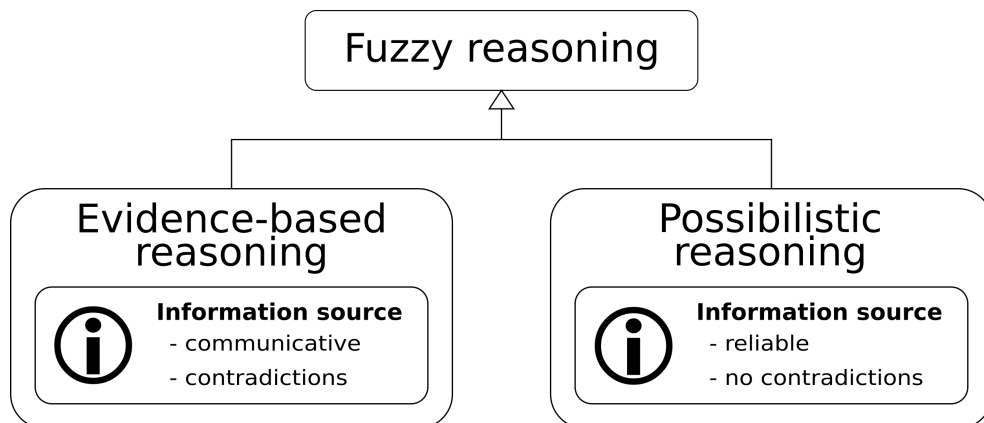 Fuzzy reasoning
Evidence-based
reasoning
Information source
- communicative
- contradictions
Possibilistic
reasoning
Information source
- reliable
- no contradictions